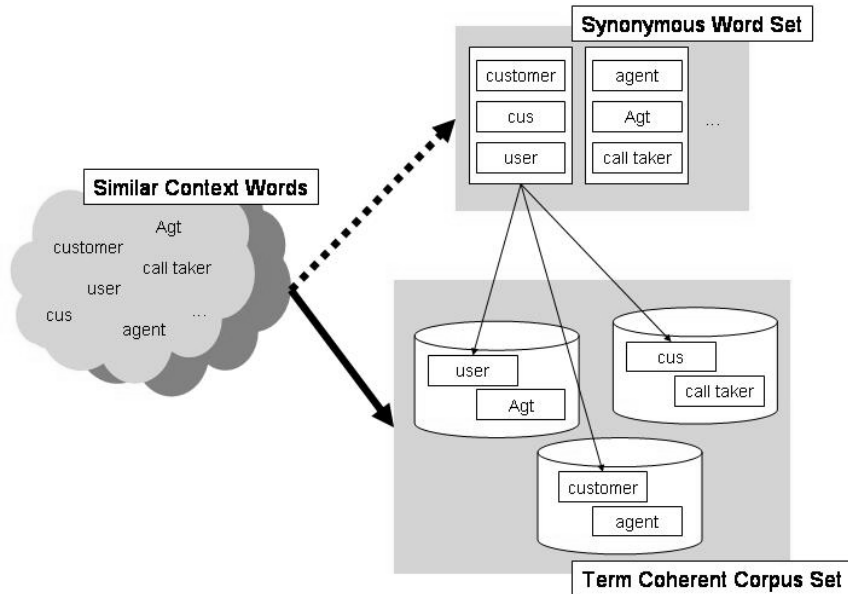 Synonymous Word Set
customer
cus
user
agent
Agt
call taker
...
Similar Context Words
Agt
customer
call taker
user
cus
...
agent
user
Agt
cus
call taker
customer
agent
Term Coherent Corpus Set